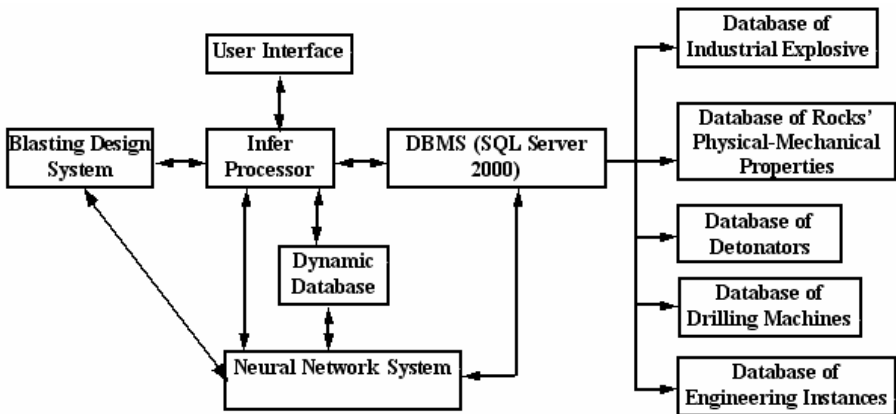 User Interface
Blasting Design
System
Infer
Processor
DBMS (SQL Server
2000)
Dynamic
Database
Neural Network System
Database of
Industrial Explosive
Database of Rocks'
Physical-Mechanical
Properties
Database of
Detonators
Database of
Drilling Machines
Database of
Engineering Instances